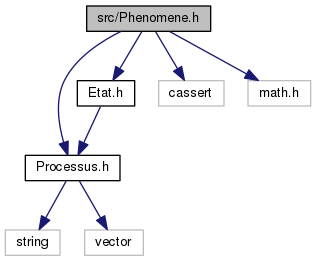 src/Phenomene.h
Etat.h
cassert
math.h
Processus.h
string
vector